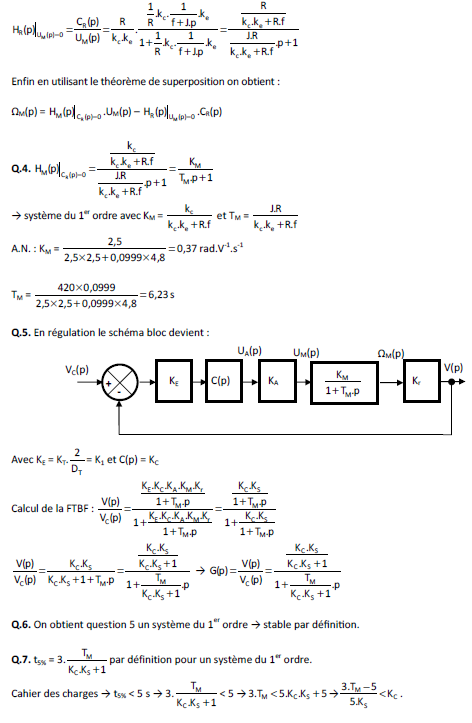 H_R(p)|_{U_M(p)=0} = C_R(p)/U_M(p) = R/(k_c.k_e) . (1/R.k_c.1/(f+J.p).k_e)/(1+1/R.k_c.1/(f+J.p).k_e) = (R/(k_c.k_e+R.f))/(J.R/(k_c.k_e+R.f).p+1)
Enfin en utilisant le théorème de superposition on obtient :
Ω_M(p) = H_M(p)|_{C_R(p)=0}.U_M(p) – H_R(p)|_{U_M(p)=0}.C_R(p)
Q.4. H_M(p)|_{C_R(p)=0} = (k_c/(k_c.k_e+R.f))/(J.R/(k_c.k_e+R.f).p+1) = K_M/(T_M.p+1)
→ système du 1er ordre avec K_M = k_c/(k_c.k_e+R.f) et T_M = J.R/(k_c.k_e+R.f)
A.N. : K_M = 2,5/(2,5×2,5+0,0999×4,8) = 0,37 rad.V⁻¹.s⁻¹
T_M = 420×0,0999/(2,5×2,5+0,0999×4,8) = 6,23 s
Q.5. En régulation le schéma bloc devient :
V_C(p) + - K_E C(p) U_A(p) K_A U_M(p) K_M/(1+T_M.p) Ω_M(p) K_r V(p)
Avec K_E = K_T.2/D_T = K_1 et C(p) = K_C
Calcul de la FTBF : V(p)/V_C(p) = (K_E.K_C.K_A.K_M.K_r/(1+T_M.p))/(1+K_E.K_C.K_A.K_M.K_r/(1+T_M.p)) = (K_C.K_S/(1+T_M.p))/(1+K_C.K_S/(1+T_M.p))
V(p)/V_C(p) = K_C.K_S/(K_C.K_S+1+T_M.p) = (K_C.K_S/(K_C.K_S+1))/(1+T_M/(K_C.K_S+1).p) → G(p) = V(p)/V_C(p) = (K_C.K_S/(K_C.K_S+1))/(1+T_M/(K_C.K_S+1).p)
Q.6. On obtient question 5 un système du 1er ordre → stable par définition.
Q.7. t_5% = 3.T_M/(K_C.K_S+1) par définition pour un système du 1er ordre.
Cahier des charges → t_5% < 5 s → 3.T_M/(K_C.K_S+1) < 5 → 3.T_M < 5.K_C.K_S + 5 → (3.T_M–5)/(5.K_S) < K_C .